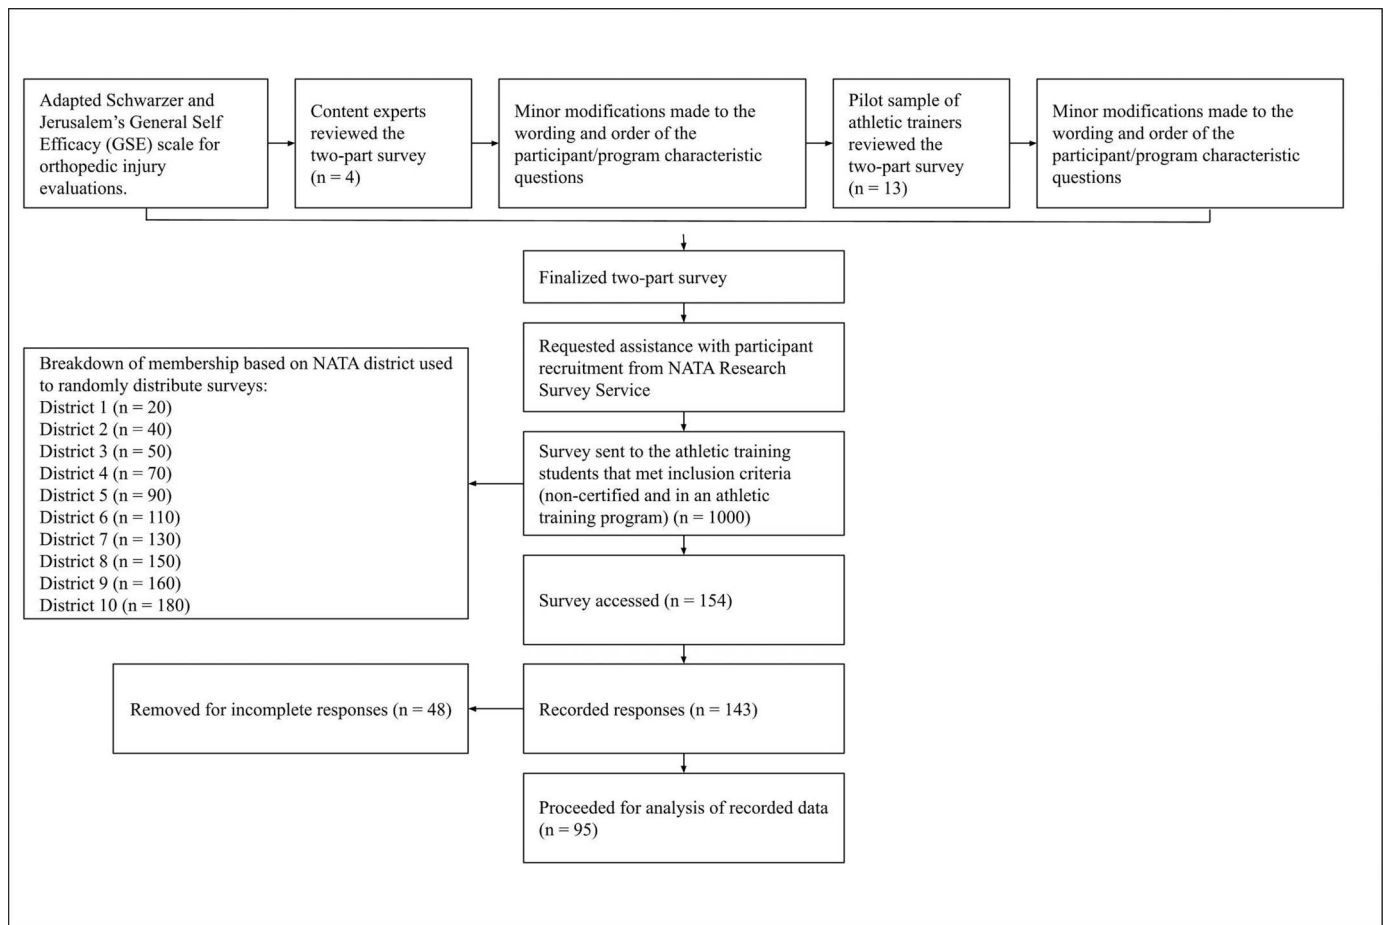 Adapted Schwarzer and
Jerusalem's General Self
Efficacy (GSE) scale for
orthopedic injury
evaluations.
Content experts
reviewed the
two-part survey
(n = 4)
Minor modifications made to the
wording and order of the
participant/program characteristic
questions
Pilot sample of
athletic trainers
reviewed the
two-part survey
(n = 13)
Minor modifications made to the
wording and order of the
participant/program characteristic
questions
Finalized two-part survey
Requested assistance with participant
recruitment from NATA Research
Survey Service
Survey sent to the athletic training
students that met inclusion criteria
(non-certified and in an athletic
training program) (n = 1000)
Breakdown of membership based on NATA district used
to randomly distribute surveys:
District 1 (n = 20)
District 2 (n = 40)
District 3 (n = 50)
District 4 (n = 70)
District 5 (n = 90)
District 6 (n = 110)
District 7 (n = 130)
District 8 (n = 150)
District 9 (n = 160)
District 10 (n = 180)
Survey accessed (n = 154)
Recorded responses (n = 143)
Removed for incomplete responses (n = 48)
Proceeded for analysis of recorded data
(n = 95)